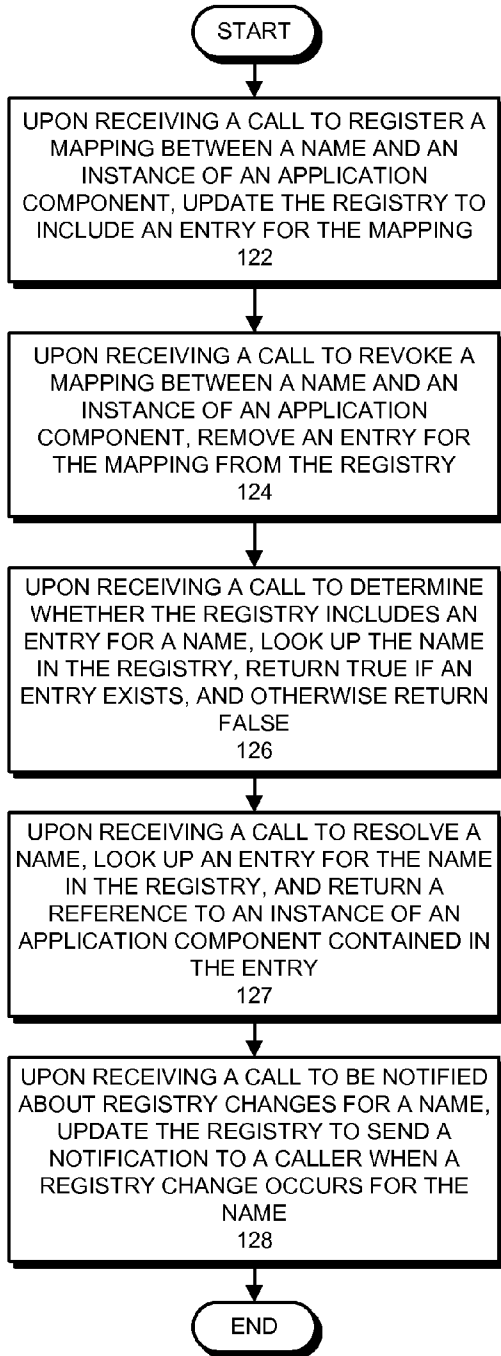 START
UPON RECEIVING A CALL TO REGISTER A
MAPPING BETWEEN A NAME AND AN
INSTANCE OF AN APPLICATION
COMPONENT, UPDATE THE REGISTRY TO
INCLUDE AN ENTRY FOR THE MAPPING
122
UPON RECEIVING A CALL TO REVOKE A
MAPPING BETWEEN A NAME AND AN
INSTANCE OF AN APPLICATION
COMPONENT, REMOVE AN ENTRY FOR
THE MAPPING FROM THE REGISTRY
124
UPON RECEIVING A CALL TO DETERMINE
WHETHER THE REGISTRY INCLUDES AN
ENTRY FOR A NAME, LOOK UP THE NAME
IN THE REGISTRY, RETURN TRUE IF AN
ENTRY EXISTS, AND OTHERWISE RETURN
FALSE
126
UPON RECEIVING A CALL TO RESOLVE A
NAME, LOOK UP AN ENTRY FOR THE NAME
IN THE REGISTRY, AND RETURN A
REFERENCE TO AN INSTANCE OF AN
APPLICATION COMPONENT CONTAINED IN
THE ENTRY
127
UPON RECEIVING A CALL TO BE NOTIFIED
ABOUT REGISTRY CHANGES FOR A NAME,
UPDATE THE REGISTRY TO SEND A
NOTIFICATION TO A CALLER WHEN A
REGISTRY CHANGE OCCURS FOR THE
NAME
128
END